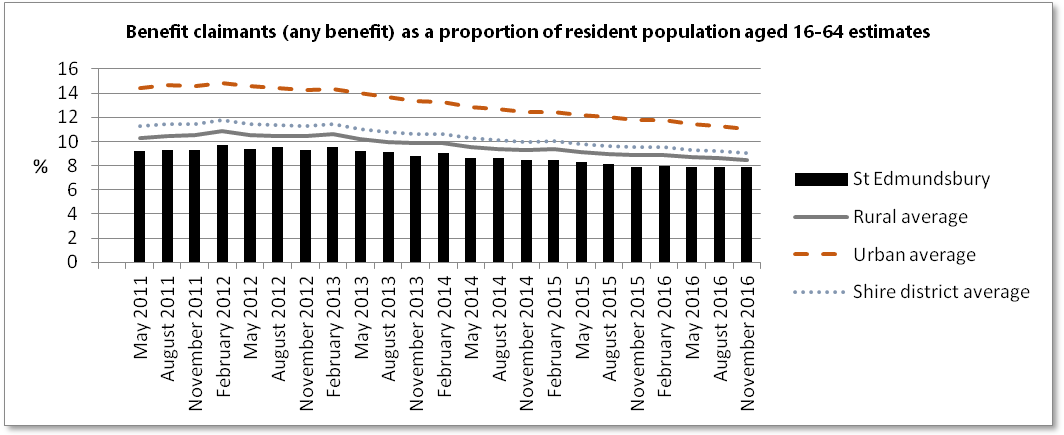 Benefit claimants (any benefit) as a proportion of resident population aged 16-64 estimates
16
14
12
10
8
6
4
2
0
%
May 2011
August 2011
November 2011
February 2012
May 2012
August 2012
November 2012
February 2013
May 2013
August 2013
November 2013
February 2014
May 2014
August 2014
November 2014
February 2015
May 2015
August 2015
November 2015
February 2016
May 2016
August 2016
November 2016
St Edmundsbury
Rural average
Urban average
Shire district average